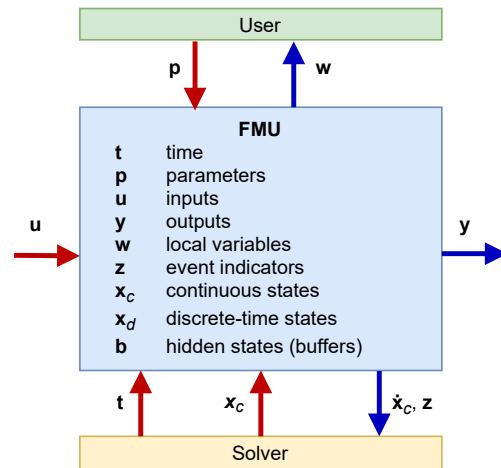 User
p w
FMU
t time
p parameters
u inputs
y outputs
w local variables
z event indicators
x_c continuous states
x_d discrete-time states
b hidden states (buffers)
u
y
t x_c ẋ_c, z
Solver